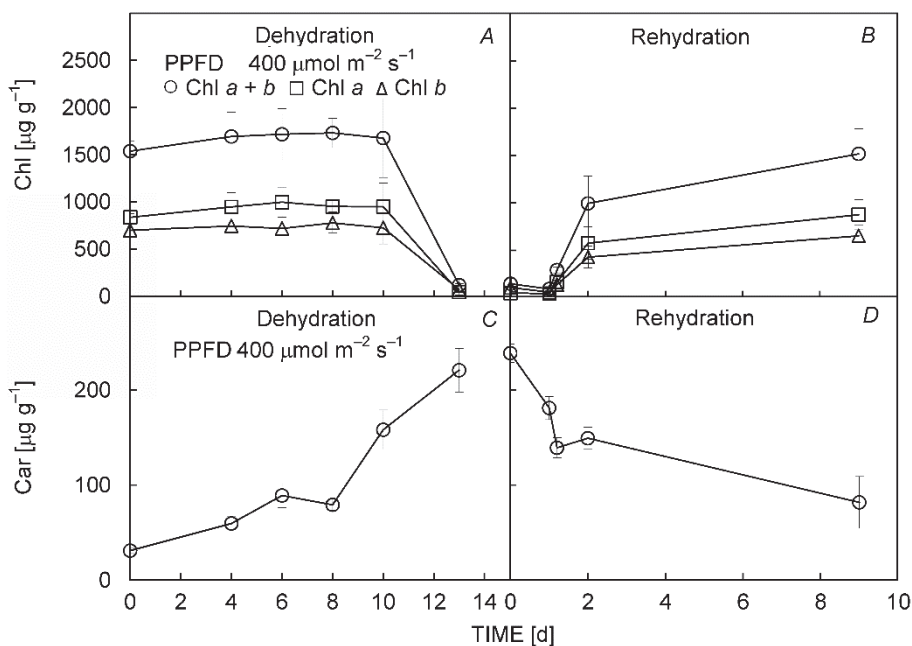 Dehydration A
PPFD 400 μmol m⁻² s⁻¹
Chl a + b Chl a Chl b
Rehydration B
Chl [μg g⁻¹]
2500
2000
1500
1000
500
0
Dehydration C
PPFD 400 μmol m⁻² s⁻¹
Rehydration D
Car [μg g⁻¹]
200
100
0
0 2 4 6 8 10 12 14 0 2 4 6 8 10
TIME [d]